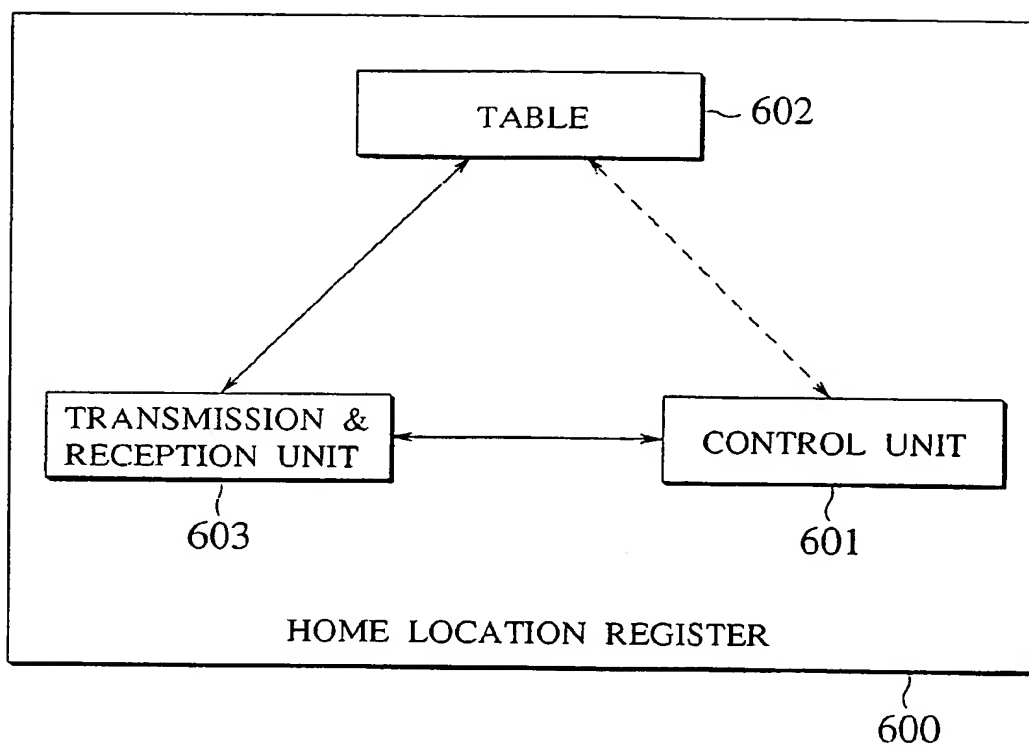 TABLE
602
TRANSMISSION &
RECEPTION UNIT
CONTROL UNIT
603
601
HOME LOCATION REGISTER
600